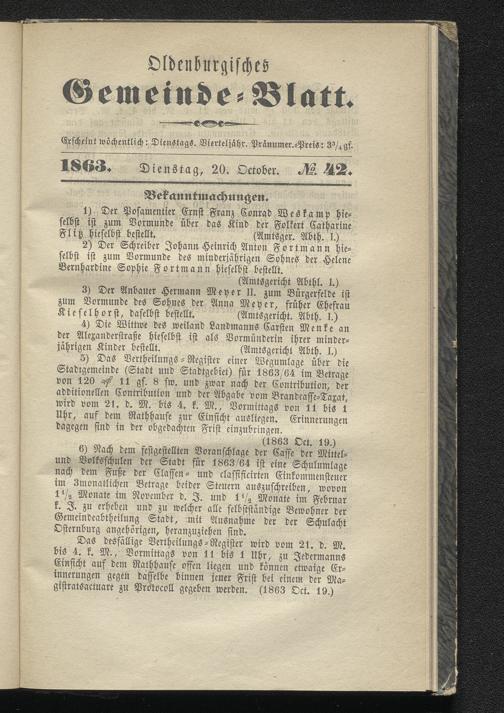 Oldenburgisches
Gemeinde-Blatt.
Erscheint wöchentlich: Dienstags. Vierteljähr. Pränumer.-Preis: 3¾ gf.
1863. Dienstag, 20. October. № 42.
Bekanntmachungen.
1) Der Posamentier Ernst Franz Conrad Weskamp hie-
selbst ist zum Vormunde über das Kind der Folkert Catharine
Flitz hieselbst bestellt. (Amtsger. Abth. I.)
2) Der Schreiber Johann Heinrich Anton Fortmann hie-
selbst ist zum Vormunde des minderjährigen Sohnes der Helene
Bernhardine Sophie Fortmann hieselbst bestellt.
(Amtsgericht Abthl. I.)
3) Der Anbauer Hermann Meyer II. zum Bürgerfelde ist
zum Vormunde des Sohnes der Anna Meyer, früher Ehefrau
Kieselhorst, daselbst bestellt. (Amtsgericht. Abth. I.)
4) Die Wittwe des weiland Landmanns Carsten Menke an
der Alexanderstraße hieselbst ist als Vormünderin ihrer minder-
jährigen Kinder bestellt. (Amtsgericht Abth. I.)
5) Das Vertheilungs-Register einer Wegumlage über die
Stadtgemeinde (Stadt und Stadtgebiet) für 1863/64 im Betrage
von 120 ₰ 11 gf. 8 sw. und zwar nach der Contribution, der
additionellen Contribution und der Abgabe vom Brandcasse-Taxat,
wird vom 21. d. M. bis 4. k. M., Vormittags von 11 bis 1
Uhr, auf dem Rathhause zur Einsicht ausliegen. Erinnerungen
dagegen sind in der obgedachten Frist einzubringen.
(1863 Oct. 19.)
6) Nach dem festgestellten Voranschlage der Casse der Mittel-
und Volksschulen der Stadt für 1863/64 ist eine Schulumlage
nach dem Fuße der Classen- und classificirten Einkommensteuer
im 3monatlichen Betrage beider Steuern auszuschreiben, wovon
1½ Monate im November d. J. und 1½ Monate im Februar
k. J. zu erheben und zu welcher alle selbstständige Bewohner der
Gemeindeabtheilung Stadt, mit Ausnahme der der Schulacht
Osternburg angehörigen, heranzuziehen sind.
Das desfällige Vertheilungs-Register wird vom 21. d. M.
bis 4. k. M., Vormittags von 11 bis 1 Uhr, zu Jedermanns
Einsicht auf dem Rathhause offen liegen und können etwaige Er-
innerungen gegen dasselbe binnen jener Frist bei einem der Ma-
gistratsactuare zu Protocoll gegeben werden. (1863 Oct. 19.)